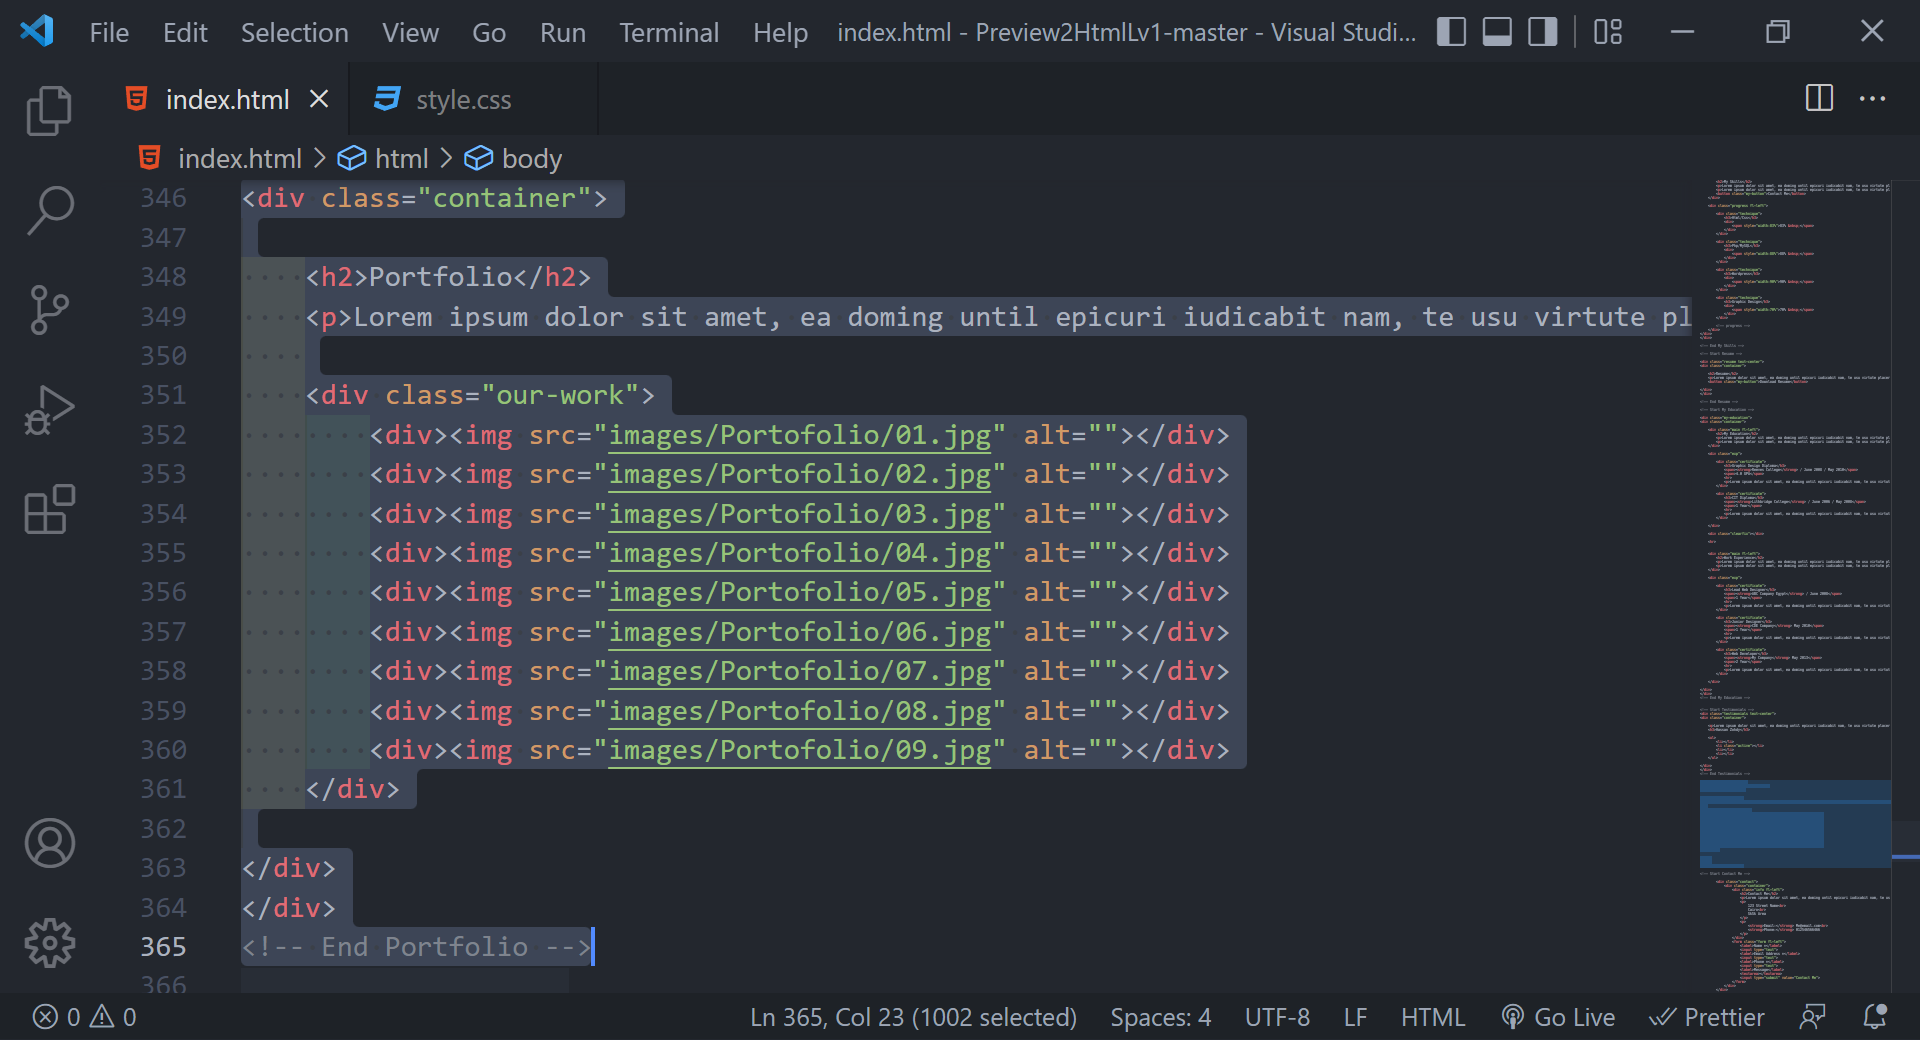 File Edit Selection View Go Run Terminal Help index.html - Preview2HtmlLv1-master - Visual Studi...
index.html style.css
index.html > html > body
346 <div class="container">
347
348 <h2>Portfolio</h2>
349 <p>Lorem ipsum dolor sit amet, ea doming until epicuri iudicabit nam, te usu virtute pl
350
351 <div class="our-work">
352 <div><img src="images/Portofolio/01.jpg" alt=""></div>
353 <div><img src="images/Portofolio/02.jpg" alt=""></div>
354 <div><img src="images/Portofolio/03.jpg" alt=""></div>
355 <div><img src="images/Portofolio/04.jpg" alt=""></div>
356 <div><img src="images/Portofolio/05.jpg" alt=""></div>
357 <div><img src="images/Portofolio/06.jpg" alt=""></div>
358 <div><img src="images/Portofolio/07.jpg" alt=""></div>
359 <div><img src="images/Portofolio/08.jpg" alt=""></div>
360 <div><img src="images/Portofolio/09.jpg" alt=""></div>
361 </div>
362
363 </div>
364 </div>
365 <!-- End Portfolio -->
366
0 0 Ln 365, Col 23 (1002 selected) Spaces: 4 UTF-8 LF HTML Go Live Prettier